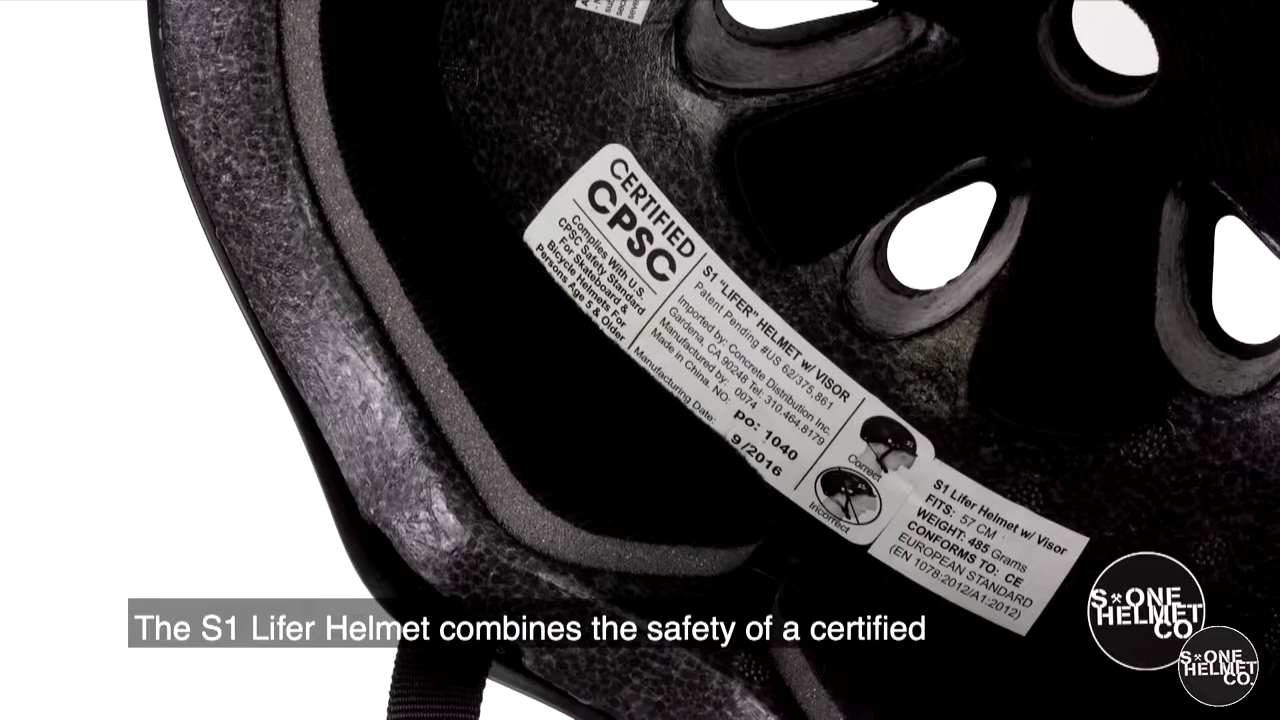 CERTIFIED
CPSC
Complies With U.S.
CPSC Safety Standard
For Skateboard &
Bicycle Helmets For
Persons Age 5 & Older
S1 "LIFER" HELMET w/ VISOR
Patent Pending #US 62/375,861
Imported by: Concrete Distribution Inc.
Gardena, CA 90248 Tel: 310.464.8179
Manufactured by: 0074
Made in China. NO:
po: 1040
Manufacturing Date:
9/2016
Correct
Incorrect
S1 Lifer Helmet w/ Visor
FITS: 57 CM
WEIGHT: 485 Grams
CONFORMS TO: CE
EUROPEAN STANDARD
(EN 1078:2012/A1:2012)
The S1 Lifer Helmet combines the safety of a certified
S ONE
HELMET
CO
S ONE
HELMET
CO.